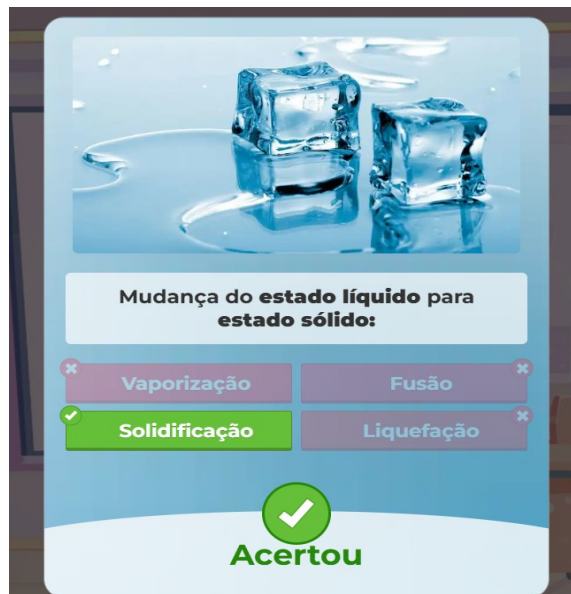 Mudança do estado líquido para
estado sólido:
Vaporização
Fusão
Solidificação
Liquefação
Acertou